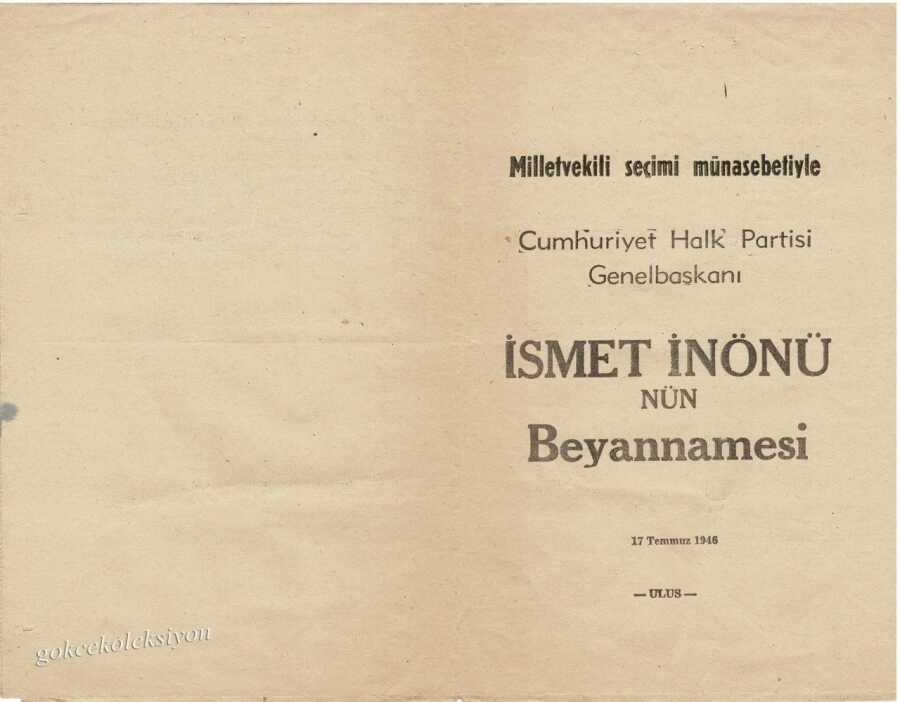 Milletvekili seçimi münasebetiyle
Cumhuriyet Halk Partisi
Genelbaşkanı
İSMET İNÖNÜ
NÜN
Beyannamesi
17 Temmuz 1946
— ULUS —
gokcekoleksiyon